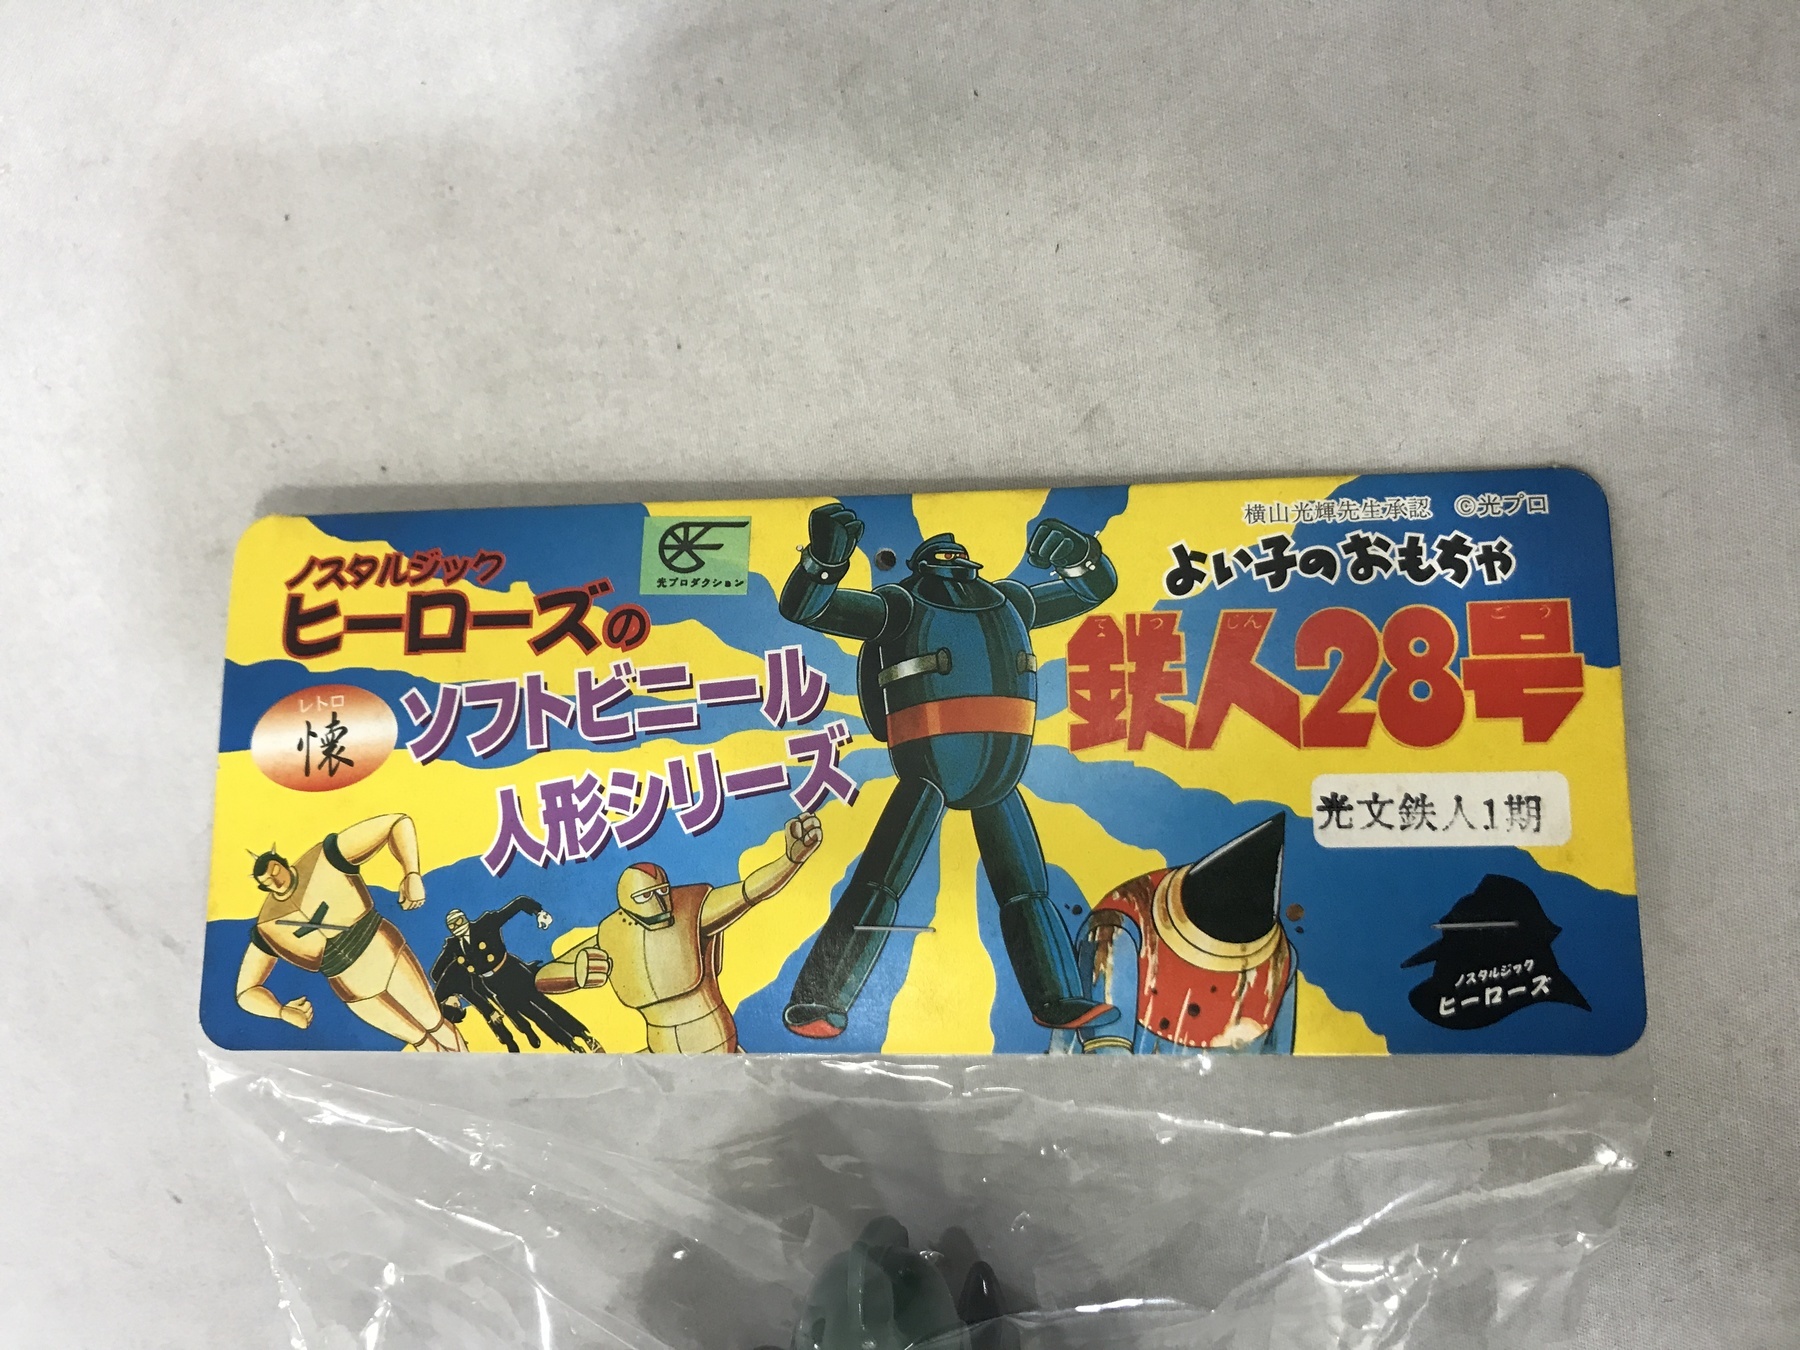 ノスタルジック
ヒーローズの
レトロ
懐
ソフトビニール
人形シリーズ
光プロダクション
横山光輝先生承認 ©光プロ
よい子のおもちゃ
てつじん ごう
鉄人28号
光文鉄人1期
ノスタルジック
ヒーローズ